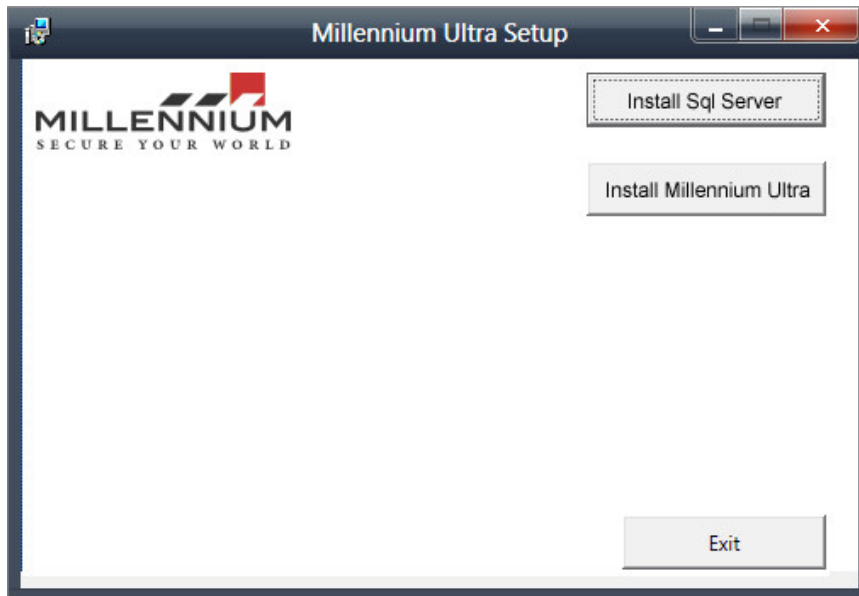 Millennium Ultra Setup
MILLENNIUM
SECURE YOUR WORLD
Install Sql Server
Install Millennium Ultra
Exit